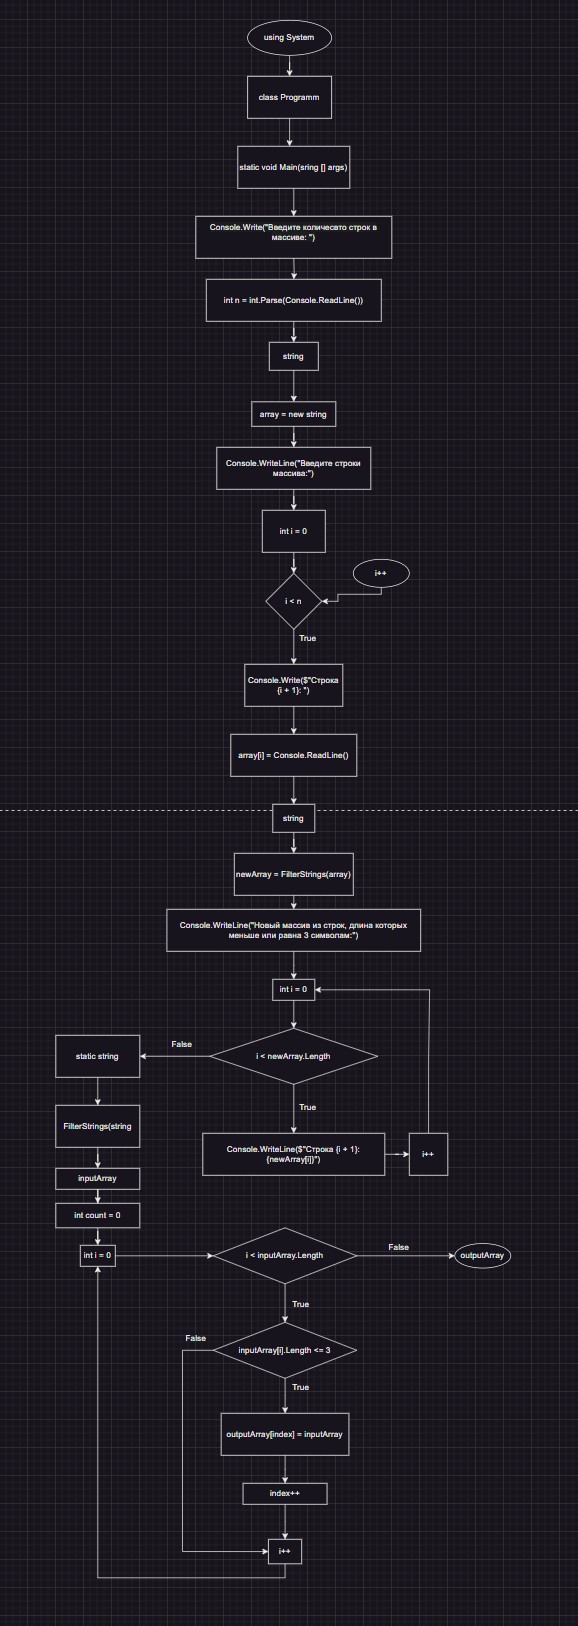 using System
class Programm
static void Main(sring [] args)
Console.Write("Введите количесвто строк в
массиве: ")
int n = int.Parse(Console.ReadLine())
string
array = new string
Console.WriteLine("Введите строки
массива:")
int i = 0
i++
i < n
True
Console.Write($"Строка
{i + 1}: ")
array[i] = Console.ReadLine()
string
newArray = FilterStrings(array)
Console.WriteLine("Новый массив из строк, длина которых
меньше или равна 3 символам:")
int i = 0
False
static string
i < newArray.Length
True
FilterStrings(string
Console.WriteLine($"Строка {i + 1}:
{newArray[i]}")
i++
inputArray
int count = 0
int i = 0
i < inputArray.Length
False
outputArray
True
False
inputArray[i].Length <= 3
True
outputArray[index] = inputArray
index++
i++